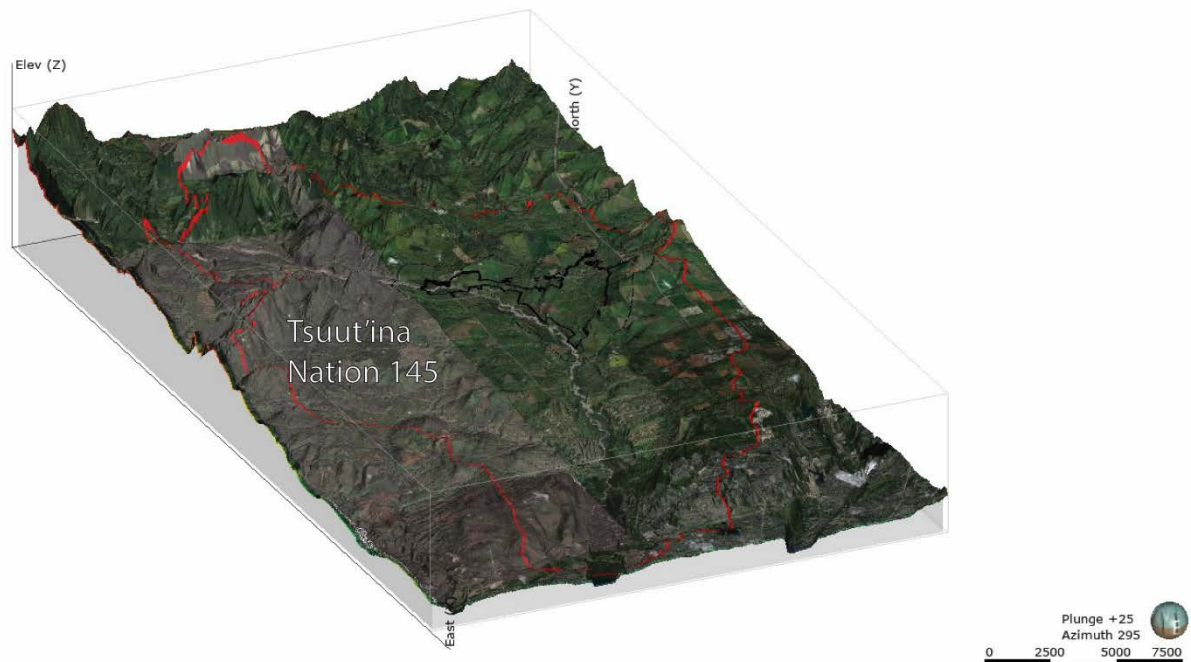 Elev (Z)
North (Y)
Tsuut'ina
Nation 145
East
Plunge +25
Azimuth 295
0 2500 5000 7500